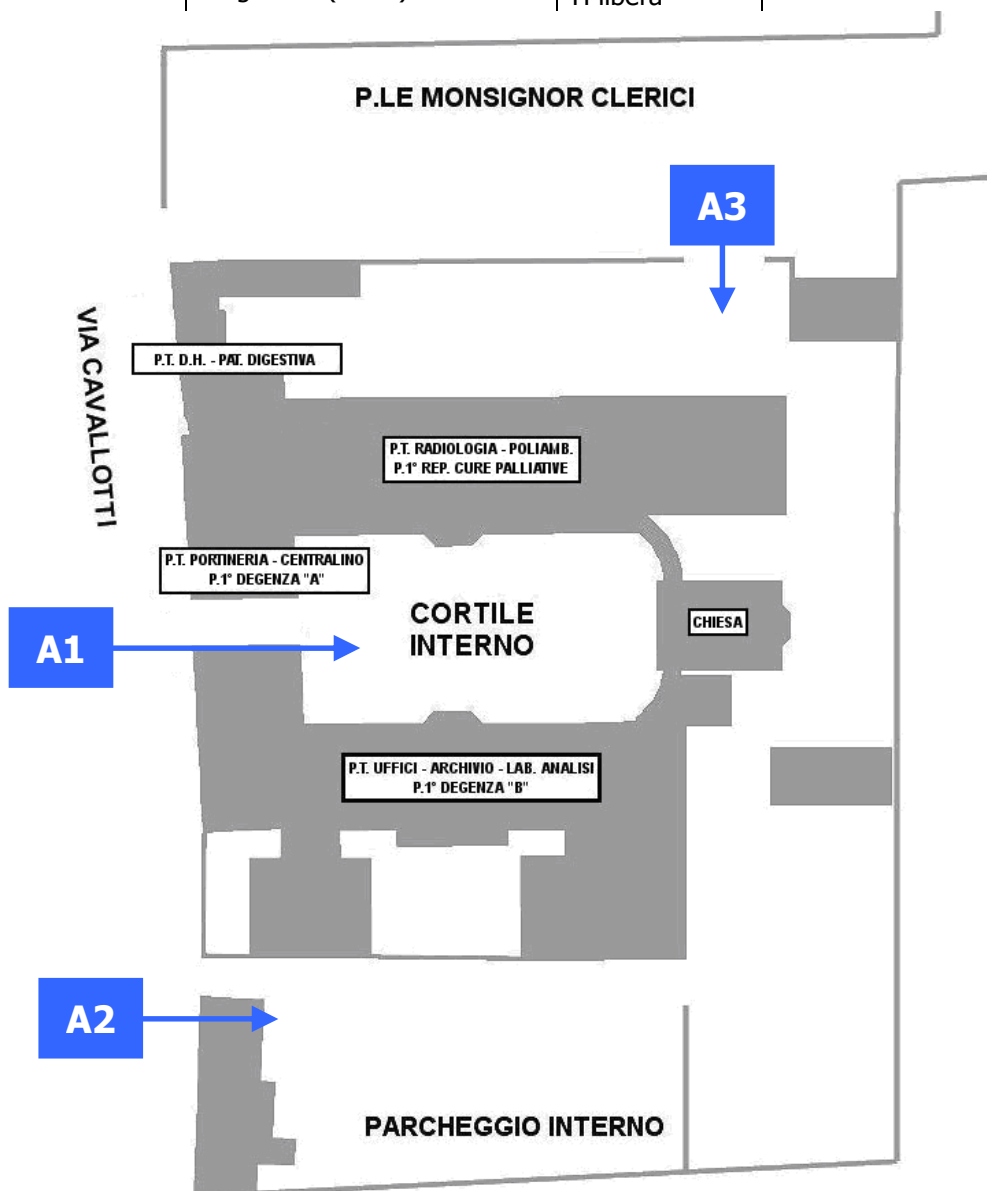 H libera
P.LE MONSIGNOR CLERICI
A3
VIA CAVALLOTTI
P.T. D.H. - PAT. DIGESTIVA
P.T. RADIOLOGIA - POLIAMB.
P.1° REP. CURE PALLIATIVE
P.T. PORTINERIA - CENTRALINO
P.1° DEGENZA "A"
CORTILE
INTERNO
CHIESA
A1
P.T. UFFICI - ARCHIVIO - LAB. ANALISI
P.1° DEGENZA "B"
A2
PARCHEGGIO INTERNO